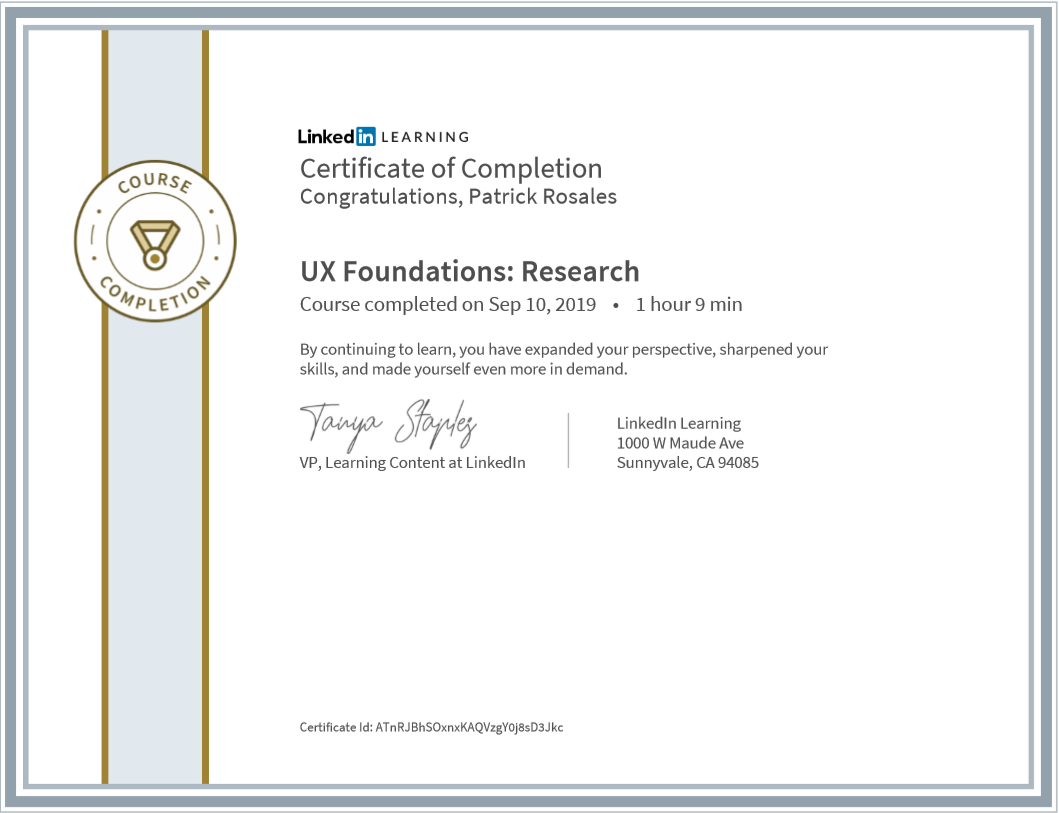 LinkedIn LEARNING
Certificate of Completion
Congratulations, Patrick Rosales
COURSE
COMPLETION
UX Foundations: Research
Course completed on Sep 10, 2019 • 1 hour 9 min
By continuing to learn, you have expanded your perspective, sharpened your
skills, and made yourself even more in demand.
Tanya Staples
VP, Learning Content at LinkedIn
LinkedIn Learning
1000 W Maude Ave
Sunnyvale, CA 94085
Certificate Id: ATnRJBhSOxnxKAQVzgY0j8sD3Jkc